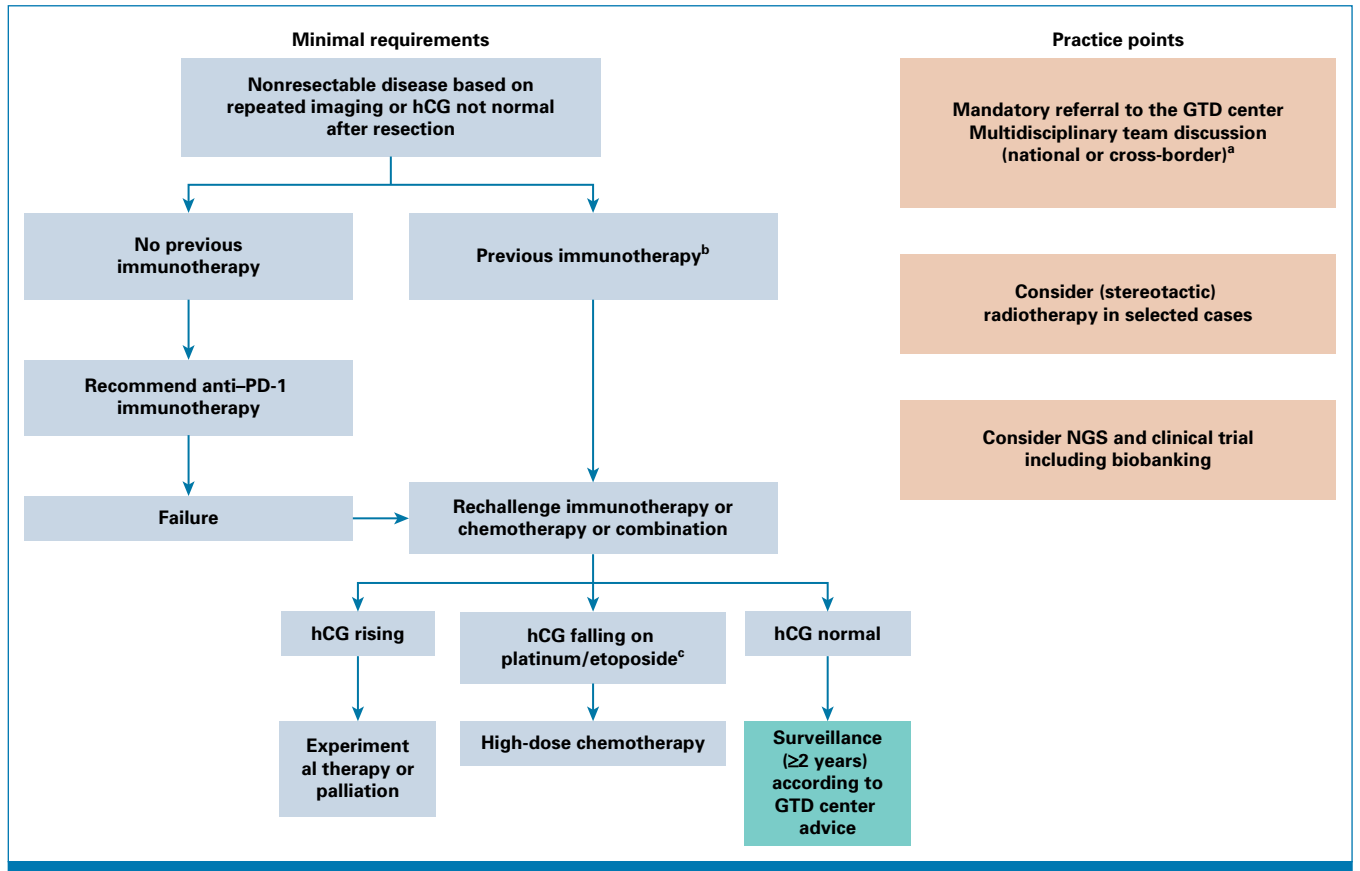 Minimal requirements
Nonresectable disease based on
repeated imaging or hCG not normal
after resection
No previous
immunotherapy
Previous immunotherapyb
Recommend anti–PD-1
immunotherapy
Failure
Rechallenge immunotherapy or
chemotherapy or combination
hCG rising
hCG falling on
platinum/etoposidec
hCG normal
Experiment
al therapy or
palliation
High-dose chemotherapy
Surveillance
(≥2 years)
according to
GTD center
advice
Practice points
Mandatory referral to the GTD center
Multidisciplinary team discussion
(national or cross-border)a
Consider (stereotactic)
radiotherapy in selected cases
Consider NGS and clinical trial
including biobanking